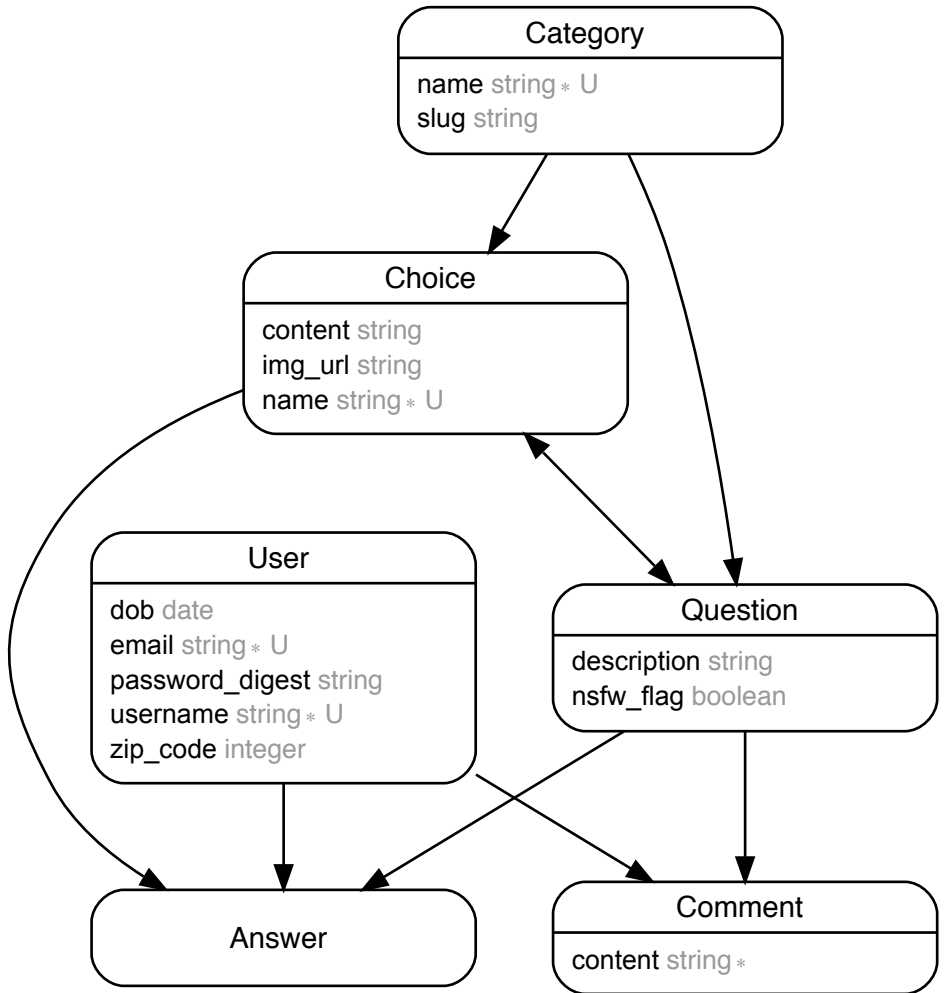 Category
name string * U
slug string
Choice
content string
img_url string
name string * U
User
dob date
email string * U
password_digest string
username string * U
zip_code integer
Question
description string
nsfw_flag boolean
Answer
Comment
content string *